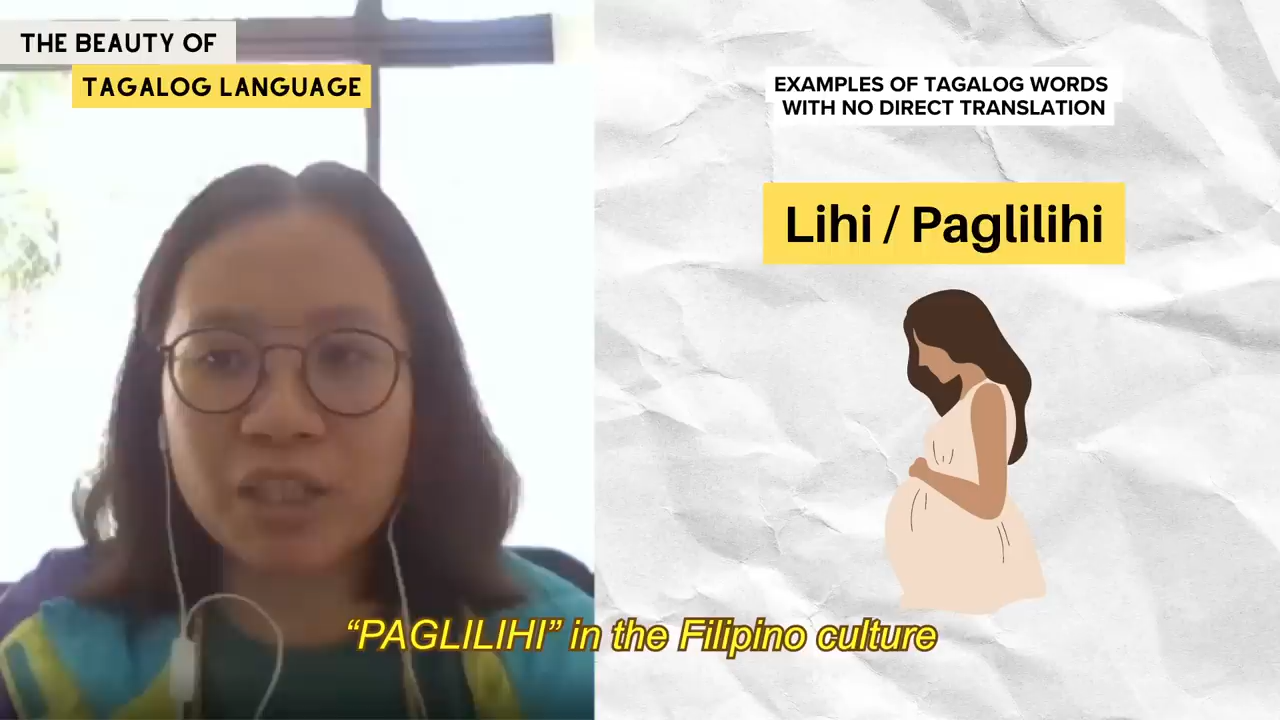 THE BEAUTY OF
TAGALOG LANGUAGE
EXAMPLES OF TAGALOG WORDS
WITH NO DIRECT TRANSLATION
Lihi / Paglilihi
“PAGLILIHI” in the Filipino culture